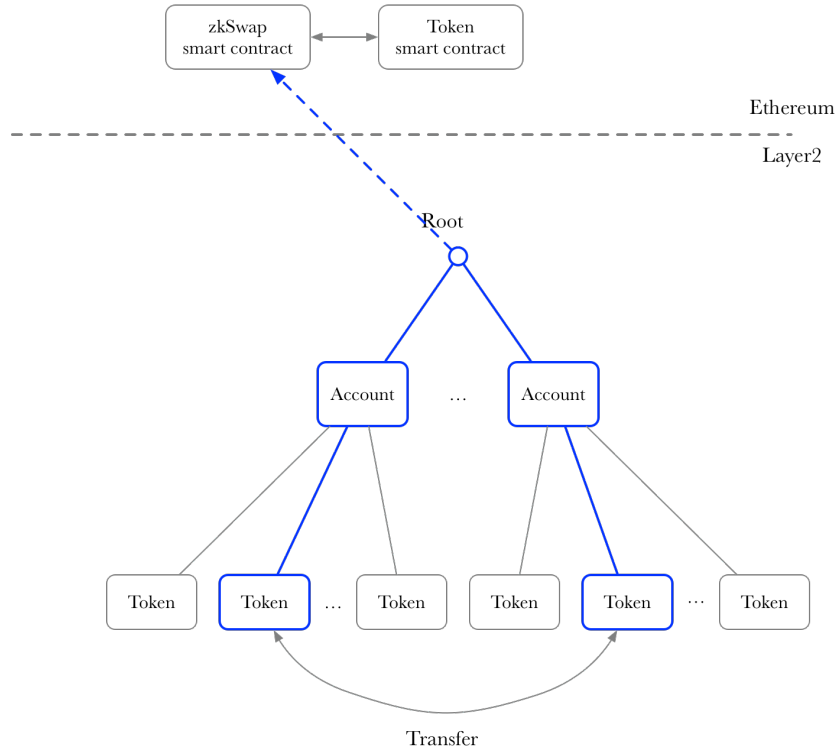 zkSwap
smart contract
Token
smart contract
Ethereum
Layer2
Root
Account
...
Account
Token
Token
...
Token
Token
Token
...
Token
Transfer